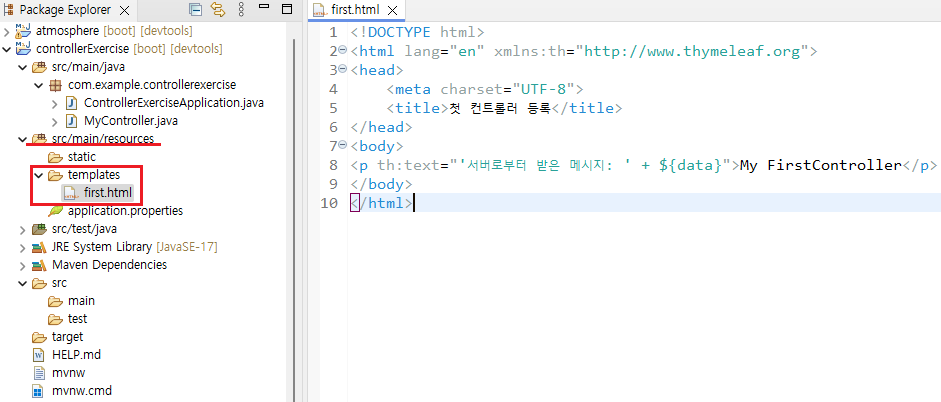 Package Explorer
atmosphere [boot] [devtools]
controllerExercise [boot] [devtools]
src/main/java
com.example.controllerexercise
ControllerExerciseApplication.java
MyController.java
src/main/resources
static
templates
first.html
application.properties
src/test/java
JRE System Library [JavaSE-17]
Maven Dependencies
src
main
test
target
HELP.md
mvnw
mvnw.cmd
first.html
1 <!DOCTYPE html>
2 <html lang="en" xmlns:th="http://www.thymeleaf.org">
3 <head>
4     <meta charset="UTF-8">
5     <title>첫 컨트롤러 등록</title>
6 </head>
7 <body>
8 <p th:text="'서버로부터 받은 메시지: ' + ${data}">My FirstController</p>
9 </body>
10 </html>